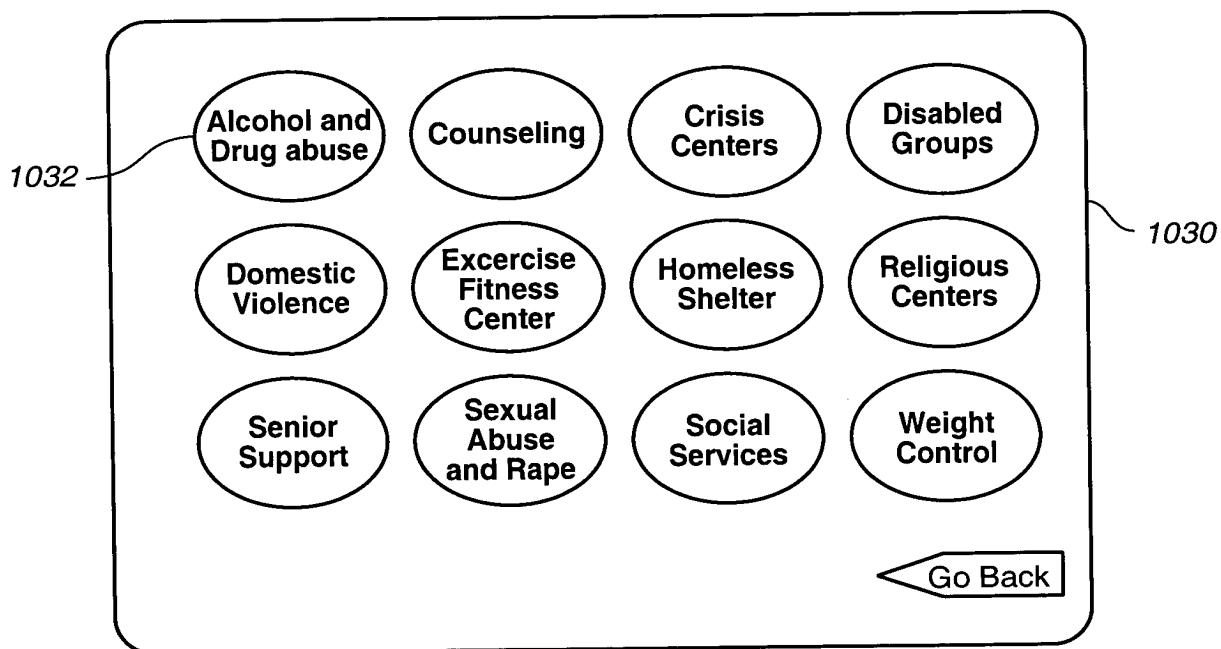 Alcohol and
Drug abuse
Counseling
Crisis
Centers
Disabled
Groups
1032
1030
Domestic
Violence
Excercise
Fitness
Center
Homeless
Shelter
Religious
Centers
Senior
Support
Sexual
Abuse
and Rape
Social
Services
Weight
Control
Go Back